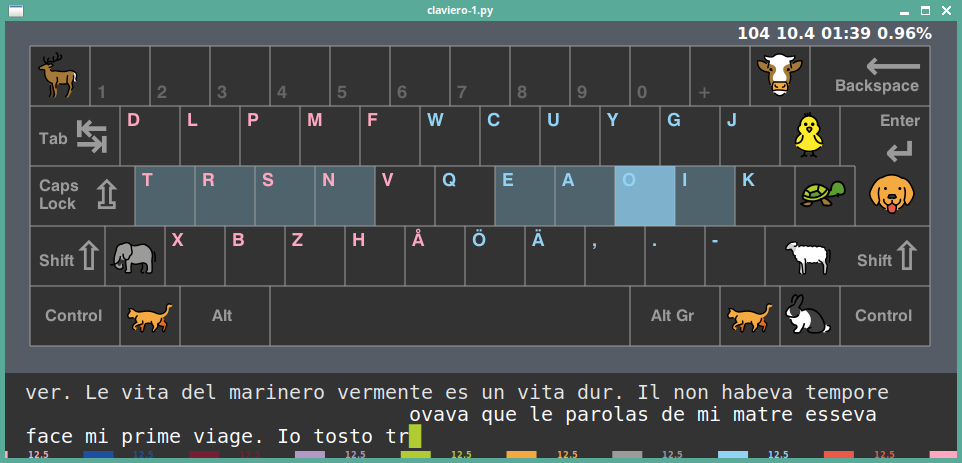 claviero-1.py
104 10.4 01:39 0.96%
1 2 3 4 5 6 7 8 9 0 +
Backspace
Tab D L P M F W C U Y G J Enter
Caps Lock T R S N V Q E A O I K
Shift X B Z H Å Ö Ä , . - Shift
Control Alt Alt Gr Control
ver. Le vita del marinero vermente es un vita dur. Il non habeva tempore
ovava que le parolas de mi matre esseva
face mi prime viage. Io tosto tr
12.5 12.5 12.5 12.5 12.5 12.5 12.5 12.5 12.5